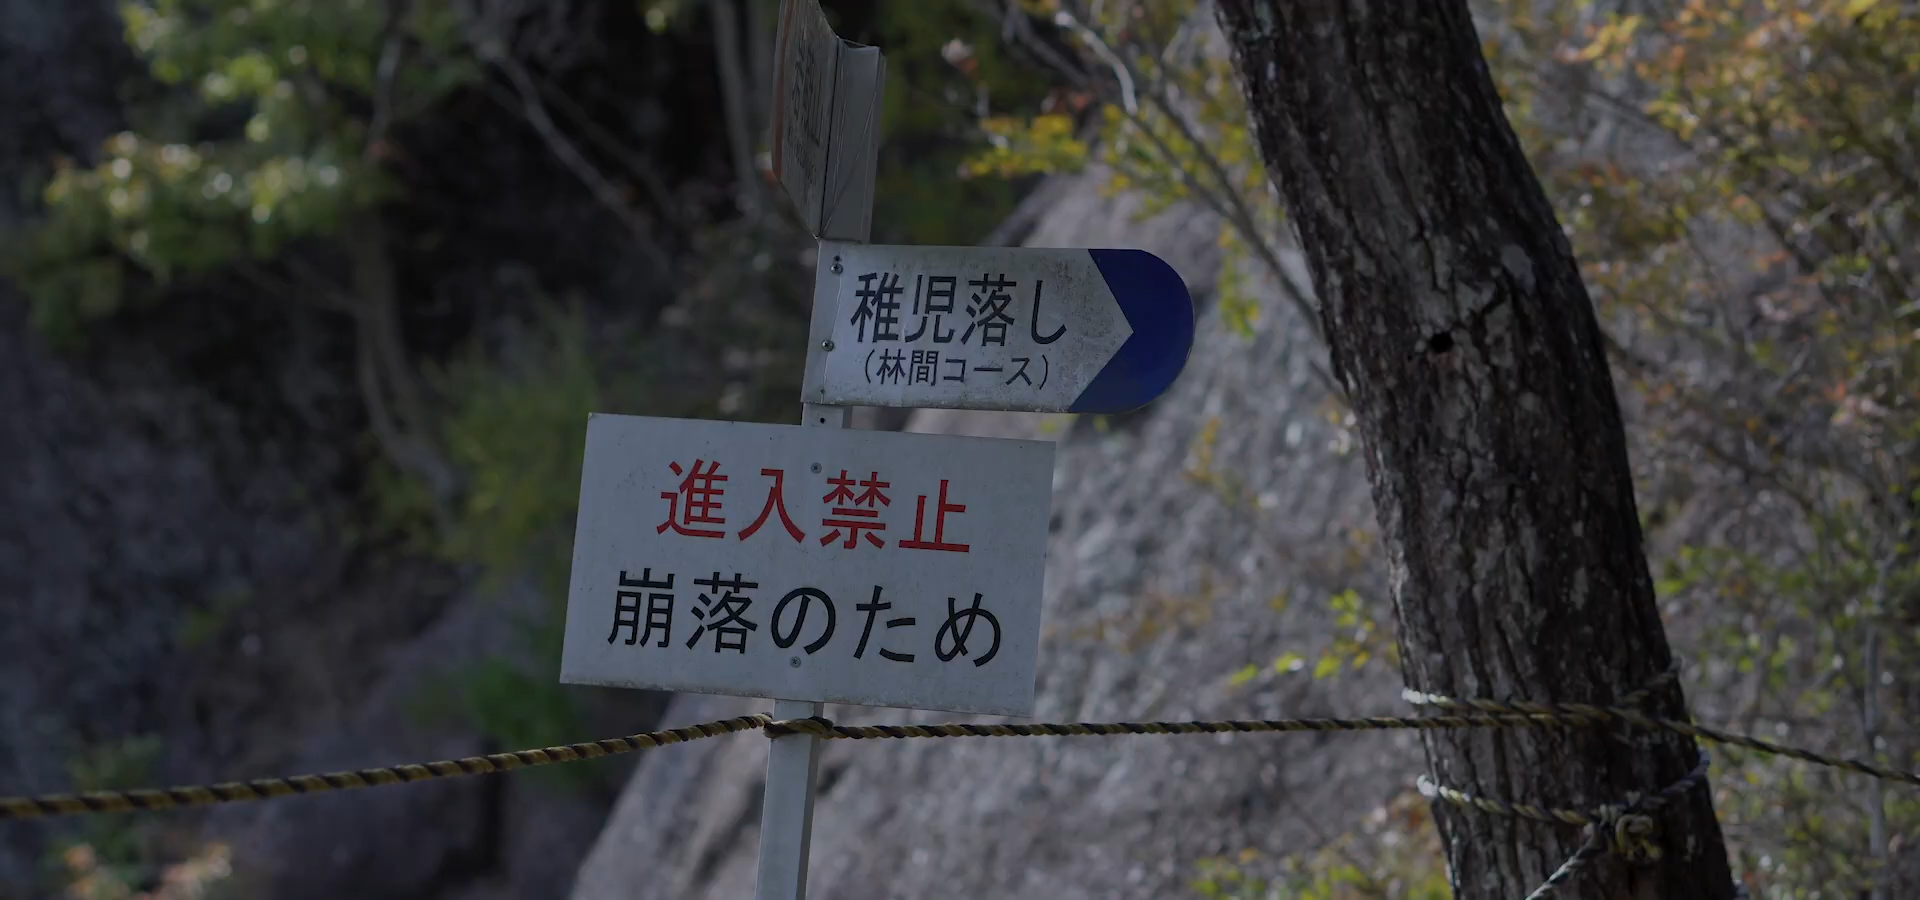 稚児落し
（林間コース）
進入禁止
崩落のため